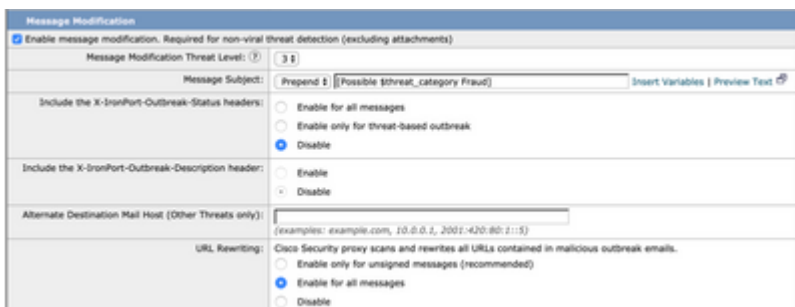 Message Modification
Enable message modification. Required for non-viral threat detection (excluding attachments)
Message Modification Threat Level: (?) 3
Message Subject: Prepend [Possible $threat_category Fraud] Insert Variables | Preview Text
Include the X-IronPort-Outbreak-Status headers: Enable for all messages
Enable only for threat-based outbreak
Disable
Include the X-IronPort-Outbreak-Description header: Enable
Disable
Alternate Destination Mail Host (Other Threats only):
(examples: example.com, 10.0.0.1, 2001:420:80:1::5)
URL Rewriting: Cisco Security proxy scans and rewrites all URLs contained in malicious outbreak emails.
Enable only for unsigned messages (recommended)
Enable for all messages
Disable